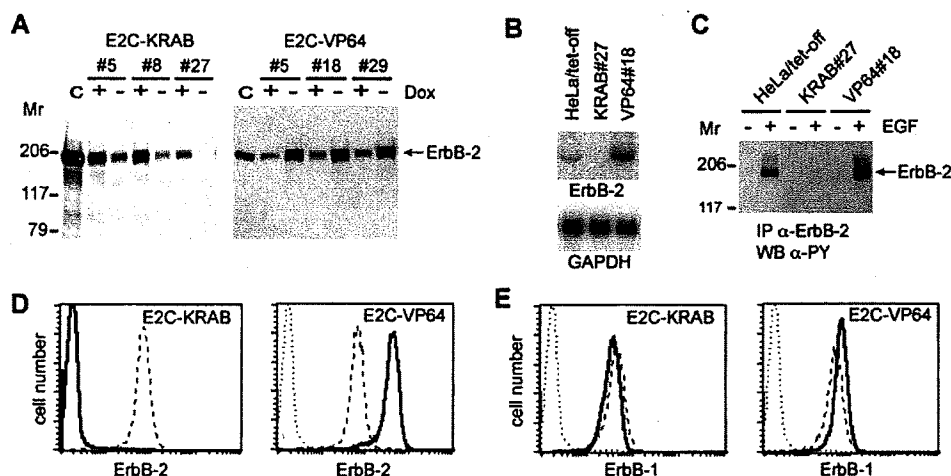 A
E2C-KRAB
E2C-VP64
#5 #8 #27
#5 #18 #29
C + - + - + -
C + - + - + -
Dox
Mr
206
117
79
ErbB-2
B
HeLa/tet-off
KRAB#27
VP64#18
ErbB-2
GAPDH
C
HeLa/tet-off
KRAB#27
VP64#18
- + - + - +
EGF
Mr
206
117
ErbB-2
IP α-ErbB-2
WB α-PY
D
cell number
E2C-KRAB
ErbB-2
E2C-VP64
ErbB-2
E
cell number
E2C-KRAB
ErbB-1
E2C-VP64
ErbB-1